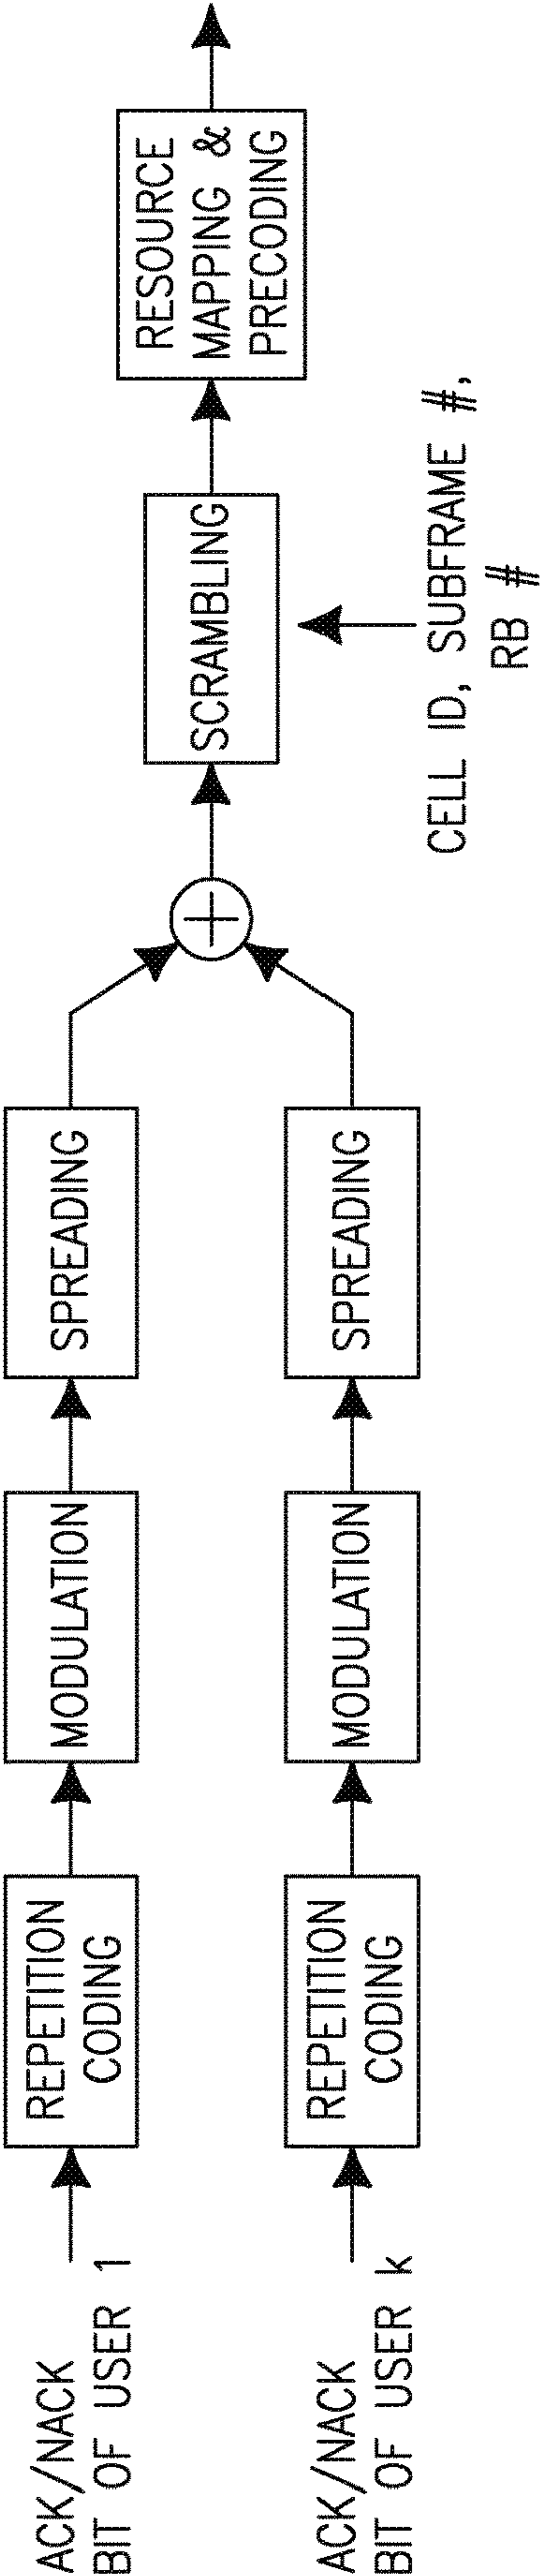 ACK/NACK
BIT OF USER 1
REPETITION
CODING
MODULATION
SPREADING
ACK/NACK
BIT OF USER k
REPETITION
CODING
MODULATION
SPREADING
SCRAMBLING
CELL ID, SUBFRAME #,
RB #
RESOURCE
MAPPING &
PRECODING